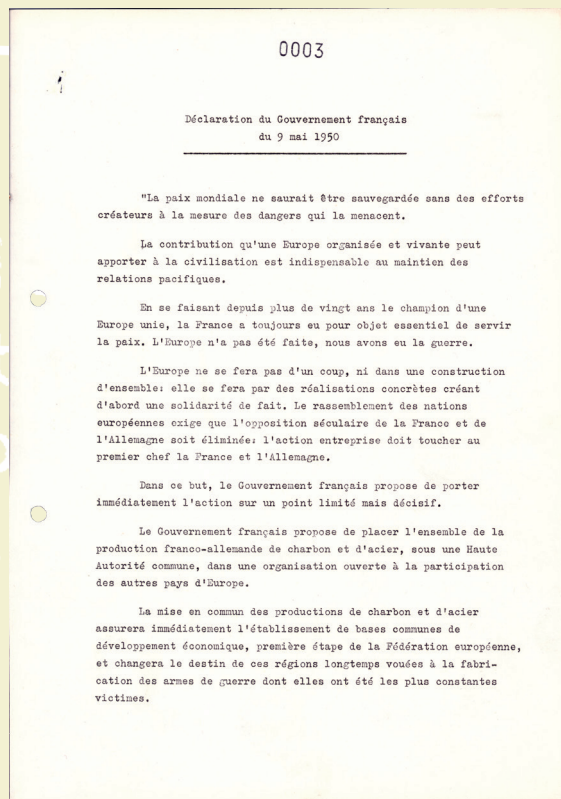 0003
Déclaration du Gouvernement français
du 9 mai 1950
"La paix mondiale ne saurait être sauvegardée sans des efforts
créateurs à la mesure des dangers qui la menacent.
La contribution qu'une Europe organisée et vivante peut
apporter à la civilisation est indispensable au maintien des
relations pacifiques.
En se faisant depuis plus de vingt ans le champion d'une
Europe unie, la France a toujours eu pour objet essentiel de servir
la paix. L'Europe n'a pas été faite, nous avons eu la guerre.
L'Europe ne se fera pas d'un coup, ni dans une construction
d'ensemble: elle se fera par des réalisations concrètes créant
d'abord une solidarité de fait. Le rassemblement des nations
européennes exige que l'opposition séculaire de la France et de
l'Allemagne soit éliminée: l'action entreprise doit toucher au
premier chef la France et l'Allemagne.
Dans ce but, le Gouvernement français propose de porter
immédiatement l'action sur un point limité mais décisif.
Le Gouvernement français propose de placer l'ensemble de la
production franco-allemande de charbon et d'acier, sous une Haute
Autorité commune, dans une organisation ouverte à la participation
des autres pays d'Europe.
La mise en commun des productions de charbon et d'acier
assurera immédiatement l'établissement de bases communes de
développement économique, première étape de la Fédération européenne,
et changera le destin de ces régions longtemps vouées à la fabri-
cation des armes de guerre dont elles ont été les plus constantes
victimes.